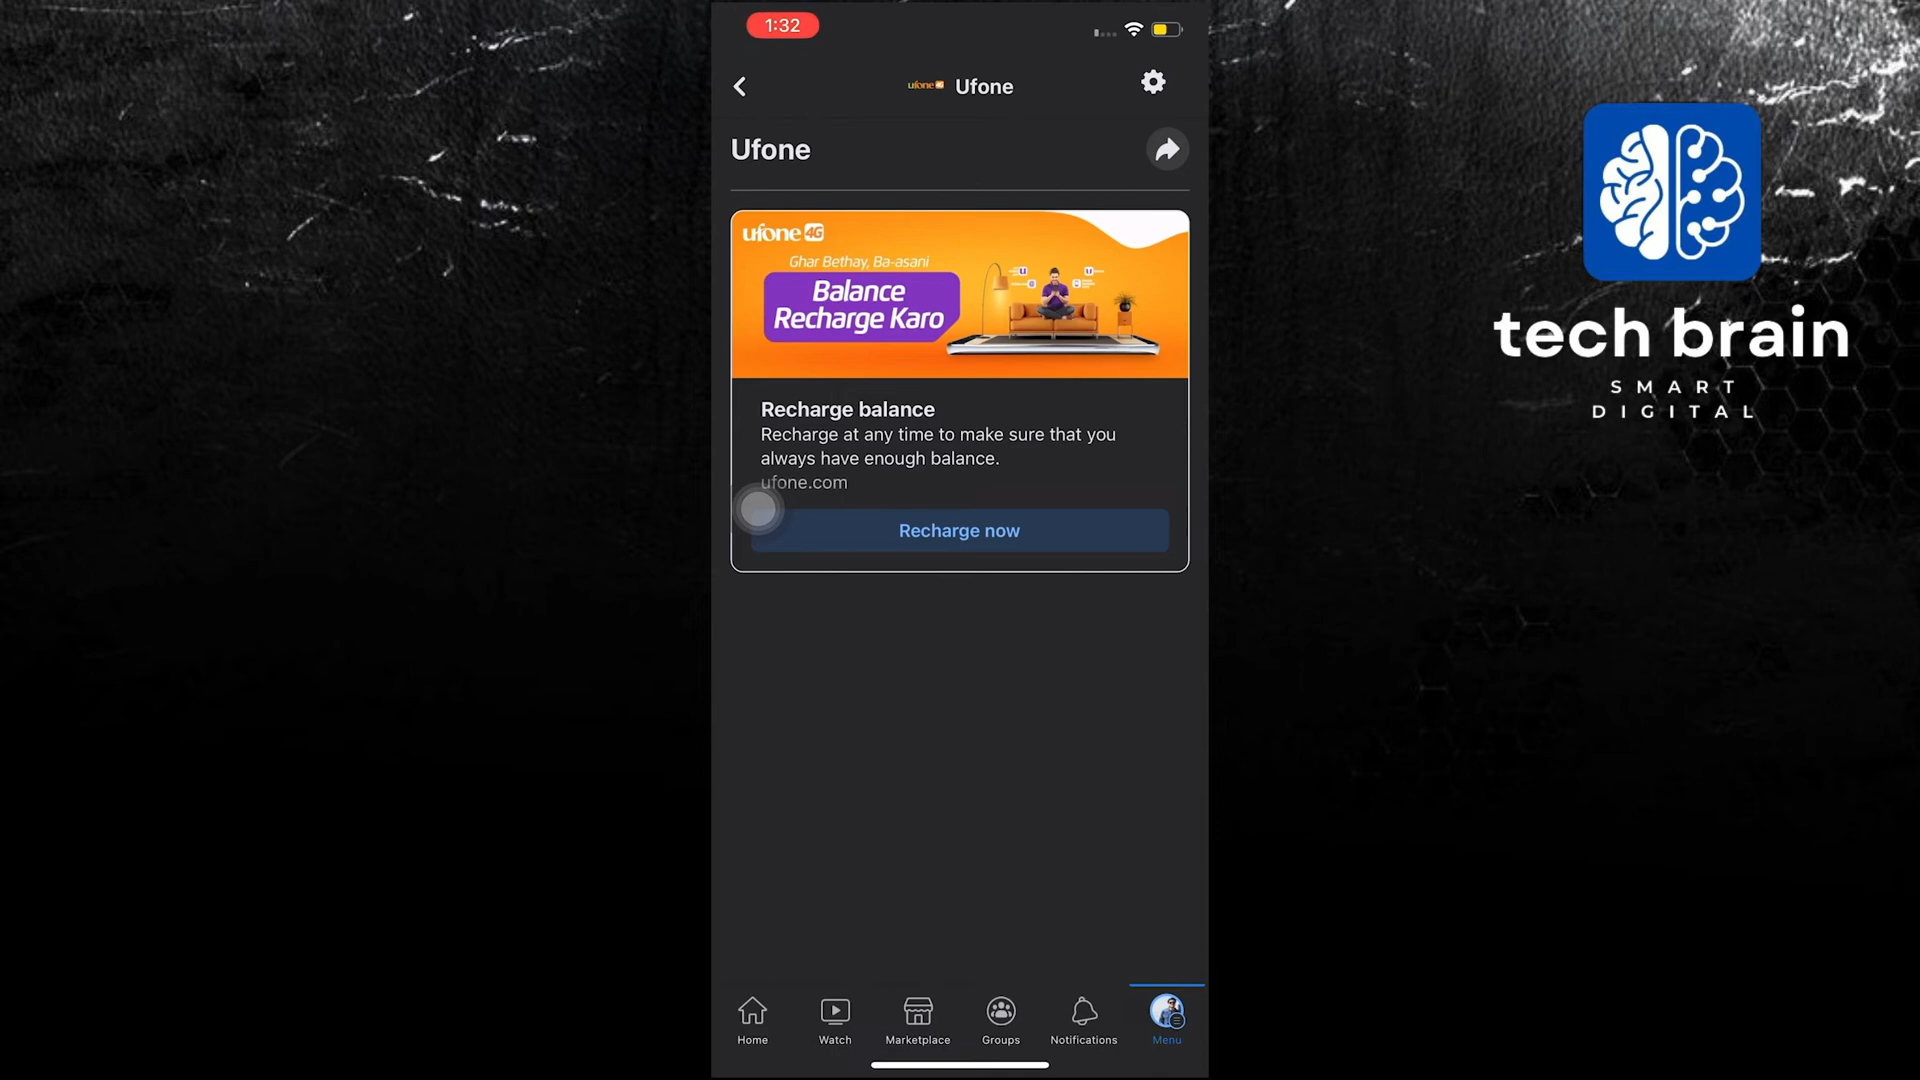 1:32
ufone 4G Ufone
Ufone
ufone 4G
Ghar Bethay, Ba-asani
Balance
Recharge Karo
Recharge balance
Recharge at any time to make sure that you
always have enough balance.
ufone.com
Recharge now
Home Watch Marketplace Groups Notifications Menu
tech brain
SMART
DIGITAL